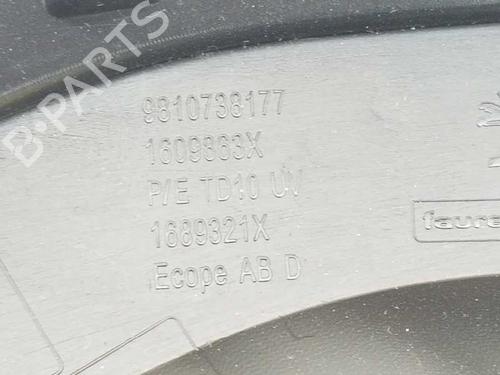 B-PARTS
9810738177
1609863X
P/E TD10 UV
1689321X
Ecope AB D
faure